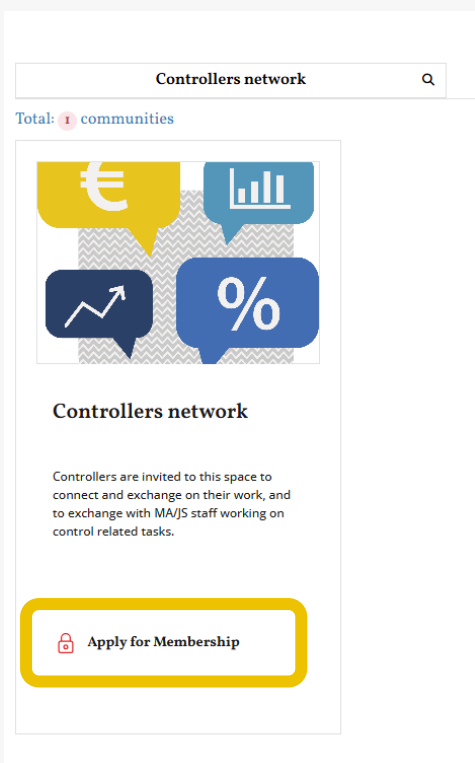 Controllers network
Total: 1 communities
€
%
Controllers network
Controllers are invited to this space to
connect and exchange on their work, and
to exchange with MA/JS staff working on
control related tasks.
Apply for Membership